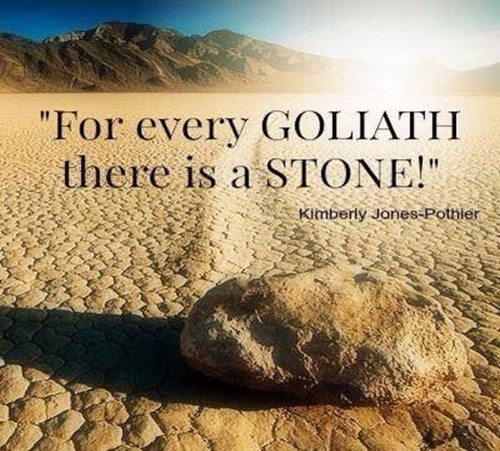 "For every GOLIATH
there is a STONE!"
Kimberly Jones-Pothier